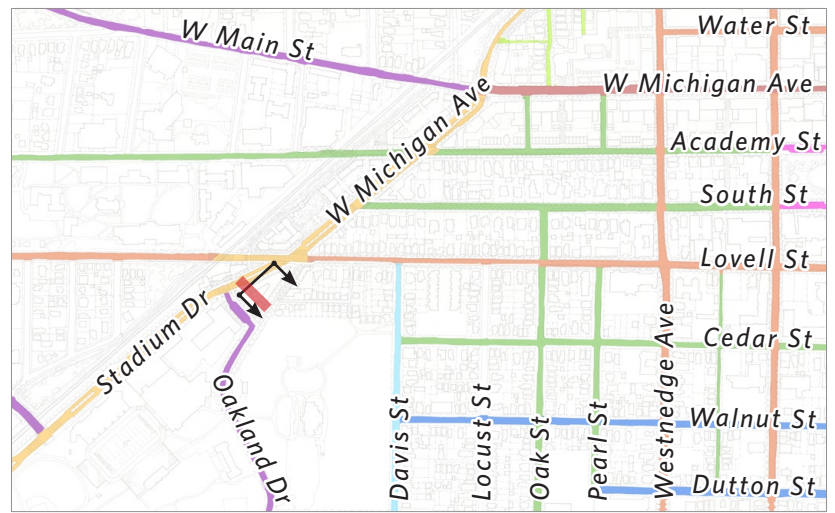 Water St
W Main St
W Michigan Ave
W Michigan Ave
Academy St
South St
Lovell St
Stadium Dr
Cedar St
Westnedge Ave
Oakland Dr
Davis St
Locust St
Oak St
Pearl St
Walnut St
Dutton St